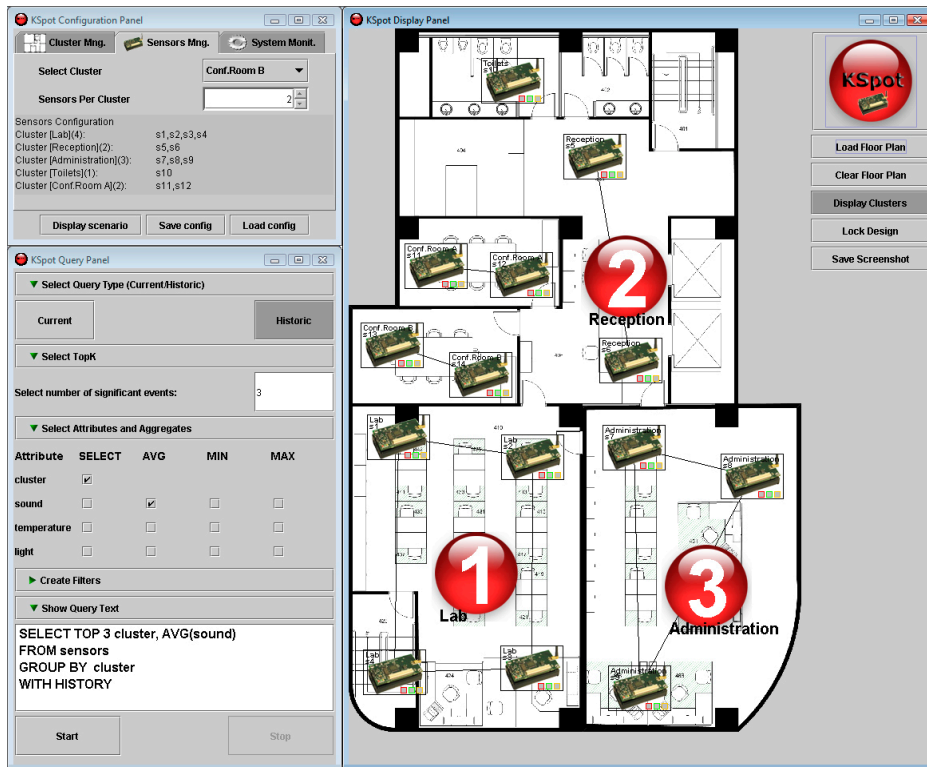 KSpot Configuration Panel
Cluster Mng.
Sensors Mng.
System Monit.
Select Cluster
Conf.Room B
Sensors Per Cluster
2
Sensors Configuration
Cluster [Lab](4): s1,s2,s3,s4
Cluster [Reception](2): s5,s6
Cluster [Administration](3): s7,s8,s9
Cluster [Toilets](1): s10
Cluster [Conf.Room A](2): s11,s12
Display scenario
Save config
Load config
KSpot Query Panel
Select Query Type (Current/Historic)
Current
Historic
Select TopK
Select number of significant events:
3
Select Attributes and Aggregates
Attribute SELECT AVG MIN MAX
cluster
sound
temperature
light
Create Filters
Show Query Text
SELECT TOP 3 cluster, AVG(sound)
FROM sensors
GROUP BY cluster
WITH HISTORY
Start
Stop
KSpot Display Panel
Toilets
s10
402
401
Reception
s5
404
Conf.Room A
s11
Conf.Room A
s12
2
Reception
Conf.Room B
s13
Conf.Room B
s14
Reception
s6
Lab
s1
410
Lab
s2
Administration
s7
Administration
s8
1
Lab
3
Administration
Lab
s4
Lab
s3
424
Administration
KSpot
Load Floor Plan
Clear Floor Plan
Display Clusters
Lock Design
Save Screenshot